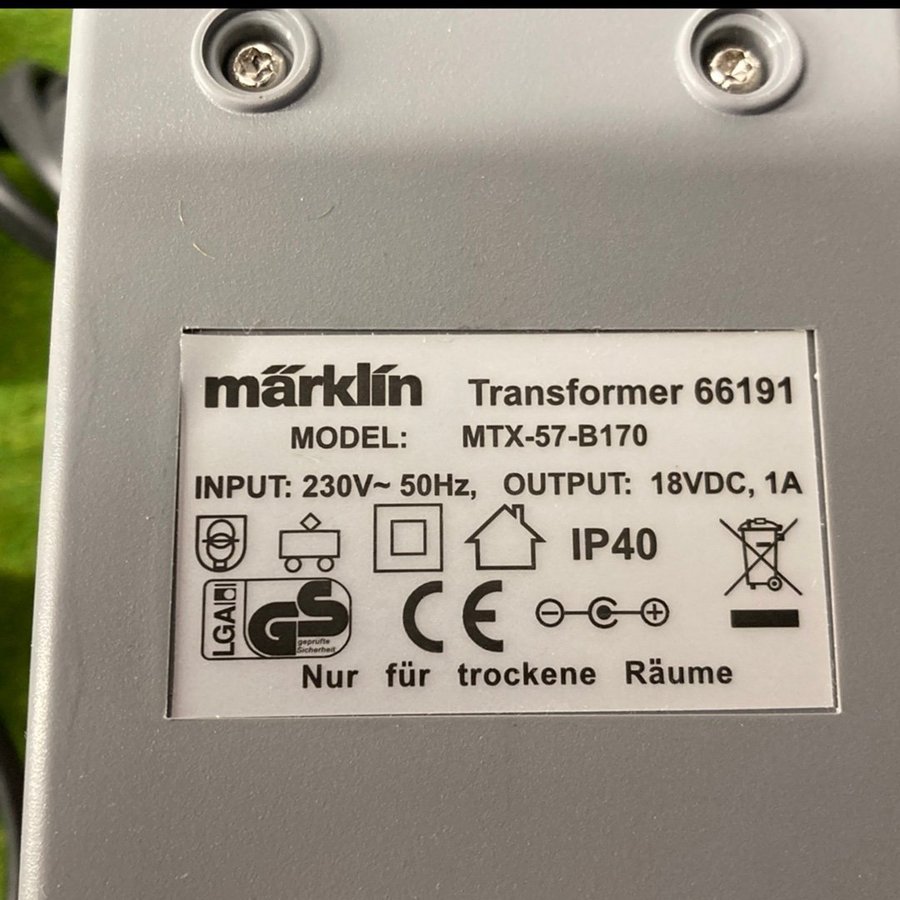 märklin Transformer 66191
MODEL: MTX-57-B170
INPUT: 230V~ 50Hz, OUTPUT: 18VDC, 1A
IP40
LGA GS geprüfte Sicherheit CE
Nur für trockene Räume